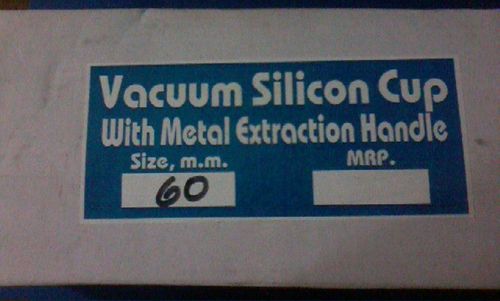 Vacuum Silicon Cup
With Metal Extraction Handle
Size, m.m. MRP.
60